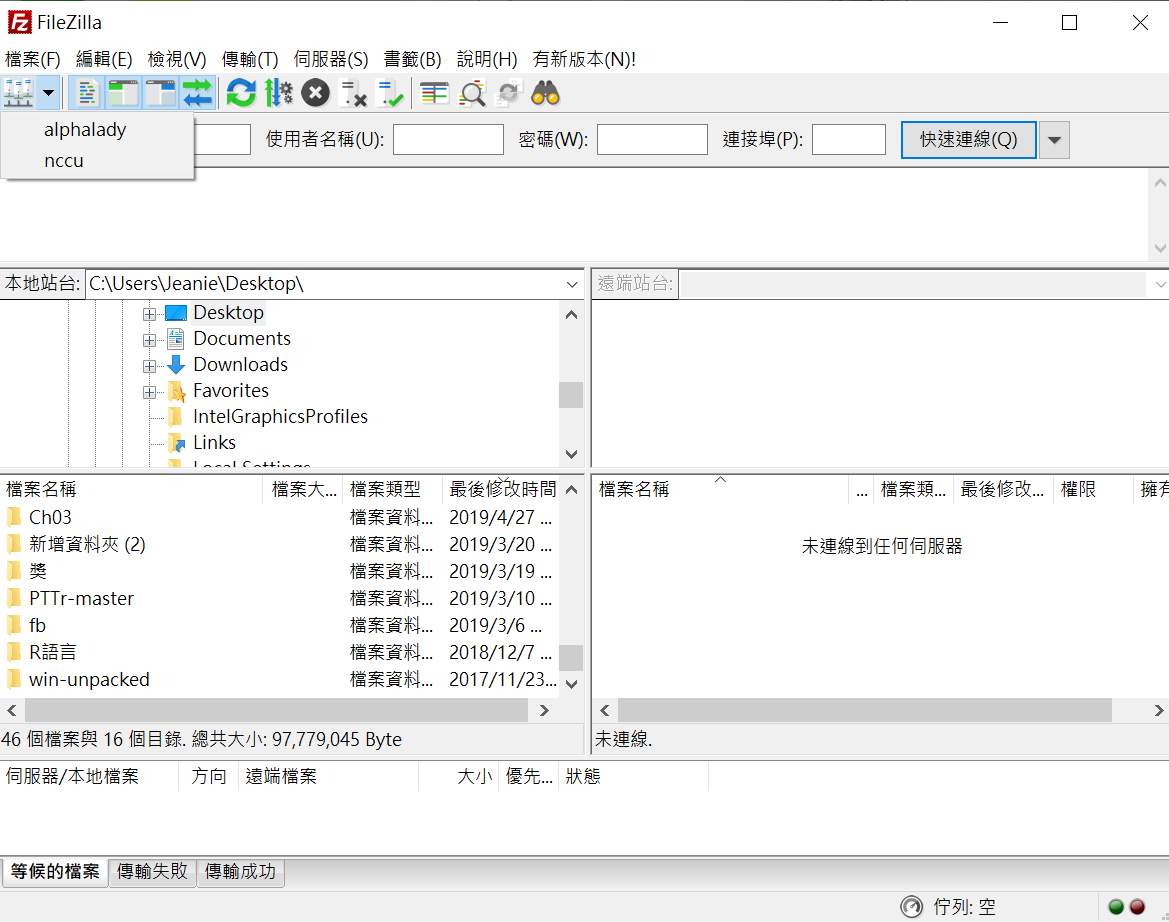 FileZilla
檔案(F) 編輯(E) 檢視(V) 傳輸(T) 伺服器(S) 書籤(B) 說明(H) 有新版本(N)!
alphalady
nccu
使用者名稱(U): 密碼(W): 連接埠(P): 快速連線(Q)
本地站台: C:\Users\Jeanie\Desktop\
Desktop
Documents
Downloads
Favorites
IntelGraphicsProfiles
Links
Local Settings
檔案名稱 檔案大... 檔案類型 最後修改時間
Ch03 檔案資料... 2019/4/27 ...
新增資料夾 (2) 檔案資料... 2019/3/20 ...
獎 檔案資料... 2019/3/19 ...
PTTr-master 檔案資料... 2019/3/10 ...
fb 檔案資料... 2019/3/6 ...
R語言 檔案資料... 2018/12/7 ...
win-unpacked 檔案資料... 2017/11/23...
46 個檔案與 16 個目錄. 總共大小: 97,779,045 Byte
遠端站台:
檔案名稱 ... 檔案類... 最後修改... 權限 擁有
未連線到任何伺服器
未連線.
伺服器/本地檔案 方向 遠端檔案 大小 優先... 狀態
等候的檔案 傳輸失敗 傳輸成功
佇列: 空